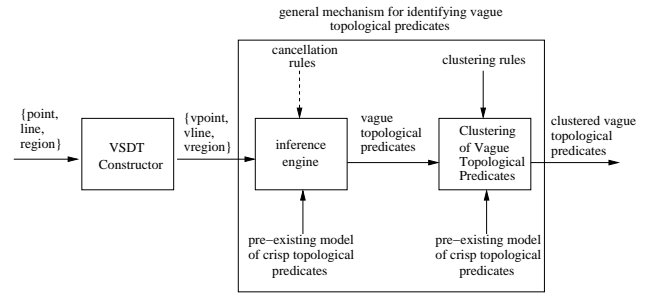 general mechanism for identifying vague
topological predicates
cancellation
rules
clustering rules
{point,
line,
region}
VSDT
Constructor
{vpoint,
vline,
vregion}
inference
engine
vague
topological
predicates
Clustering
of Vague
Topological
Predicates
clustered vague
topological
predicates
pre−existing model
of crisp topological
predicates
pre−existing model
of crisp topological
predicates